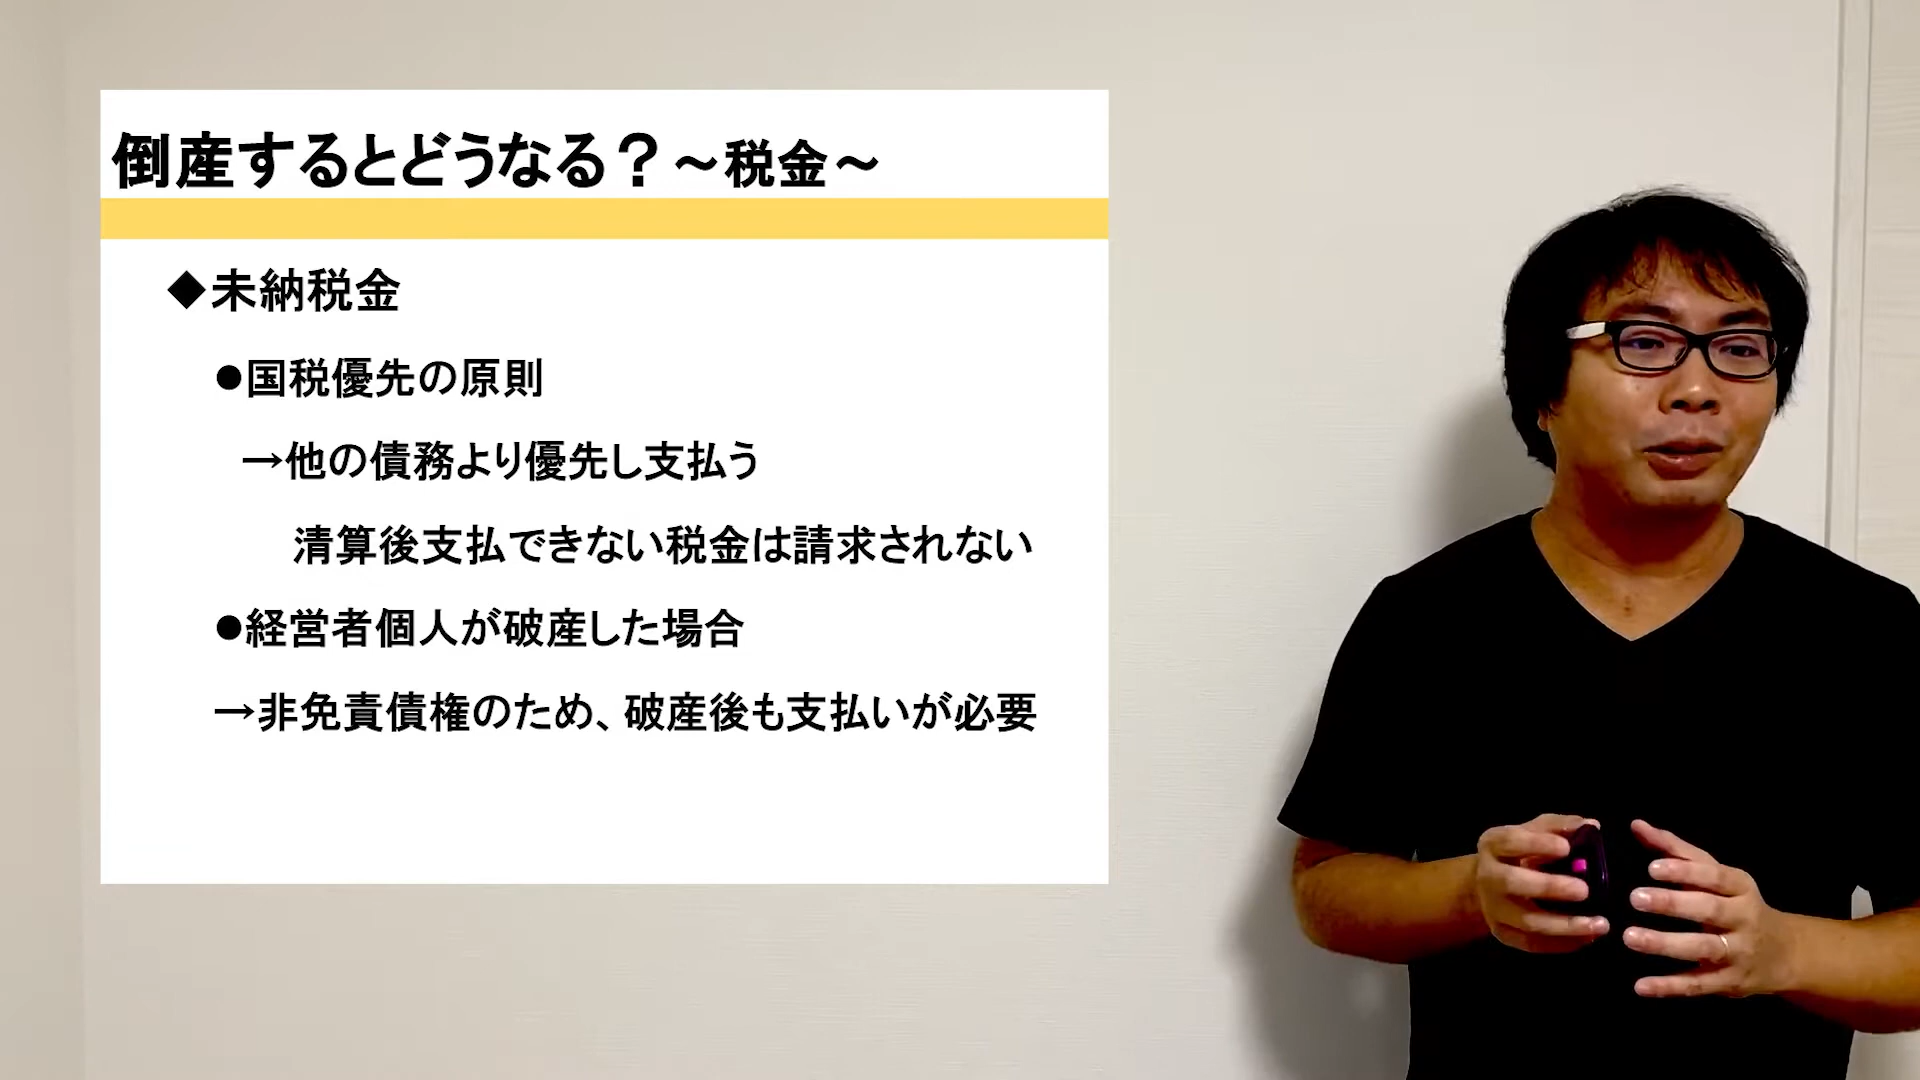 倒産するとどうなる？～税金～
◆未納税金
●国税優先の原則
→他の債務より優先し支払う
清算後支払できない税金は請求されない
●経営者個人が破産した場合
→非免責債権のため、破産後も支払いが必要